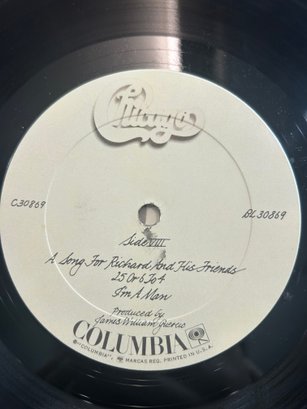 Chicago
C30869
BL 30869
Side VIII
A Song For Richard And His Friends
25 Or 6 To 4
I'm A Man
Produced by
James William Guercio
COLUMBIA
® "COLUMBIA", MARCAS REG. PRINTED IN U.S.A.